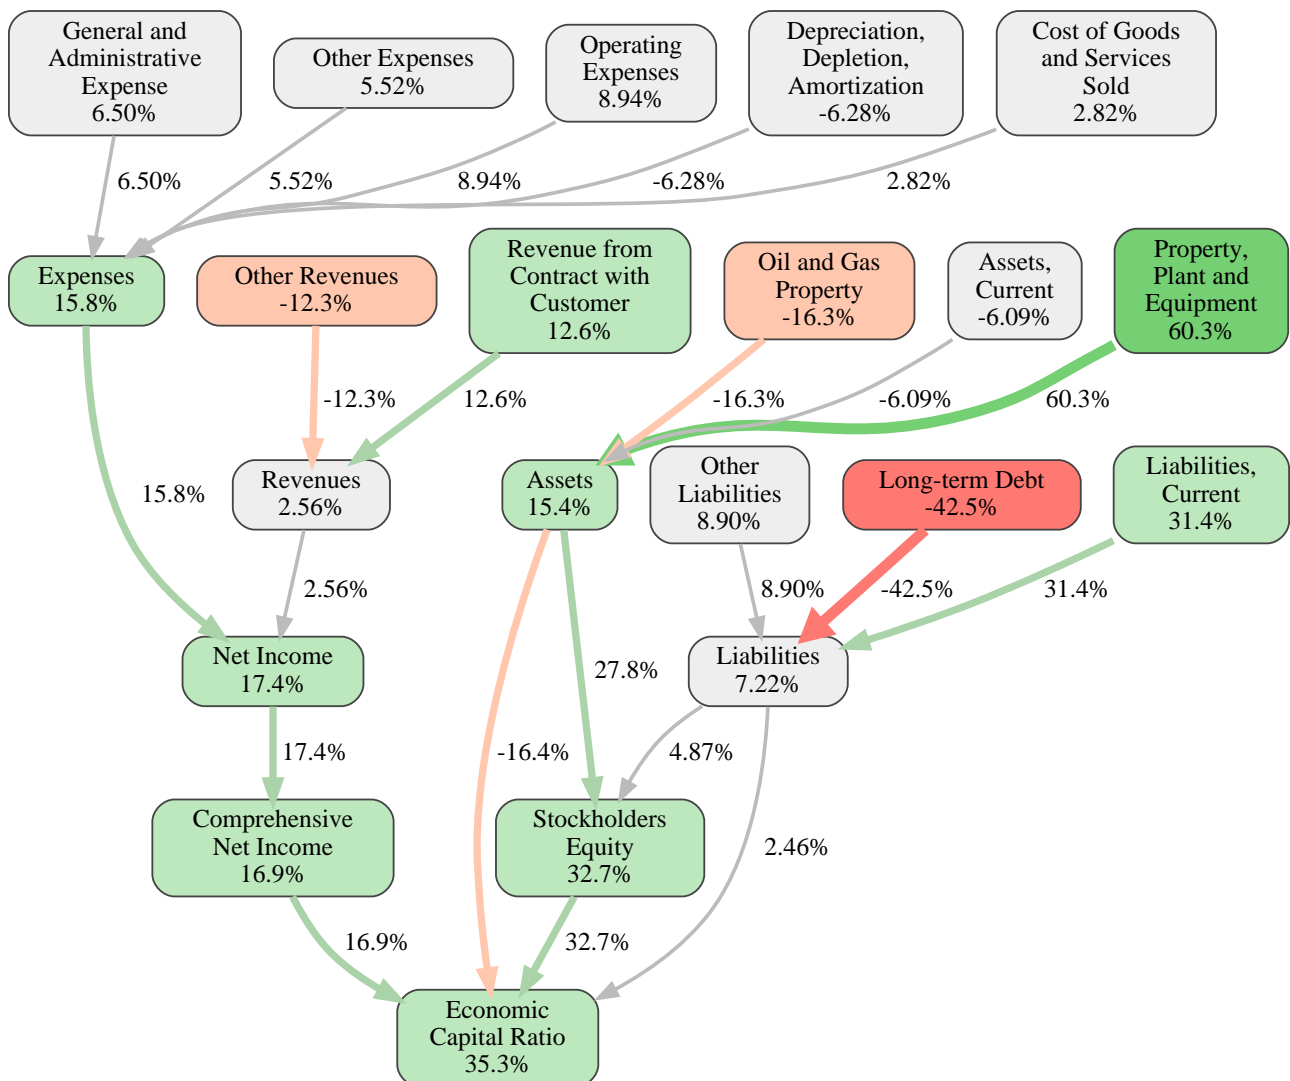 General and
Administrative
Expense
6.50%
Other Expenses
5.52%
Operating
Expenses
8.94%
Depreciation,
Depletion,
Amortization
-6.28%
Cost of Goods
and Services
Sold
2.82%
6.50%
5.52%
8.94%
-6.28%
2.82%
Expenses
15.8%
Other Revenues
-12.3%
Revenue from
Contract with
Customer
12.6%
Oil and Gas
Property
-16.3%
Assets,
Current
-6.09%
Property,
Plant and
Equipment
60.3%
-12.3%
12.6%
-16.3%
-6.09%
60.3%
15.8%
Revenues
2.56%
Assets
15.4%
Other
Liabilities
8.90%
Long-term Debt
-42.5%
Liabilities,
Current
31.4%
2.56%
8.90%
-42.5%
31.4%
Net Income
17.4%
27.8%
Liabilities
7.22%
17.4%
-16.4%
4.87%
Comprehensive
Net Income
16.9%
Stockholders
Equity
32.7%
2.46%
16.9%
32.7%
Economic
Capital Ratio
35.3%